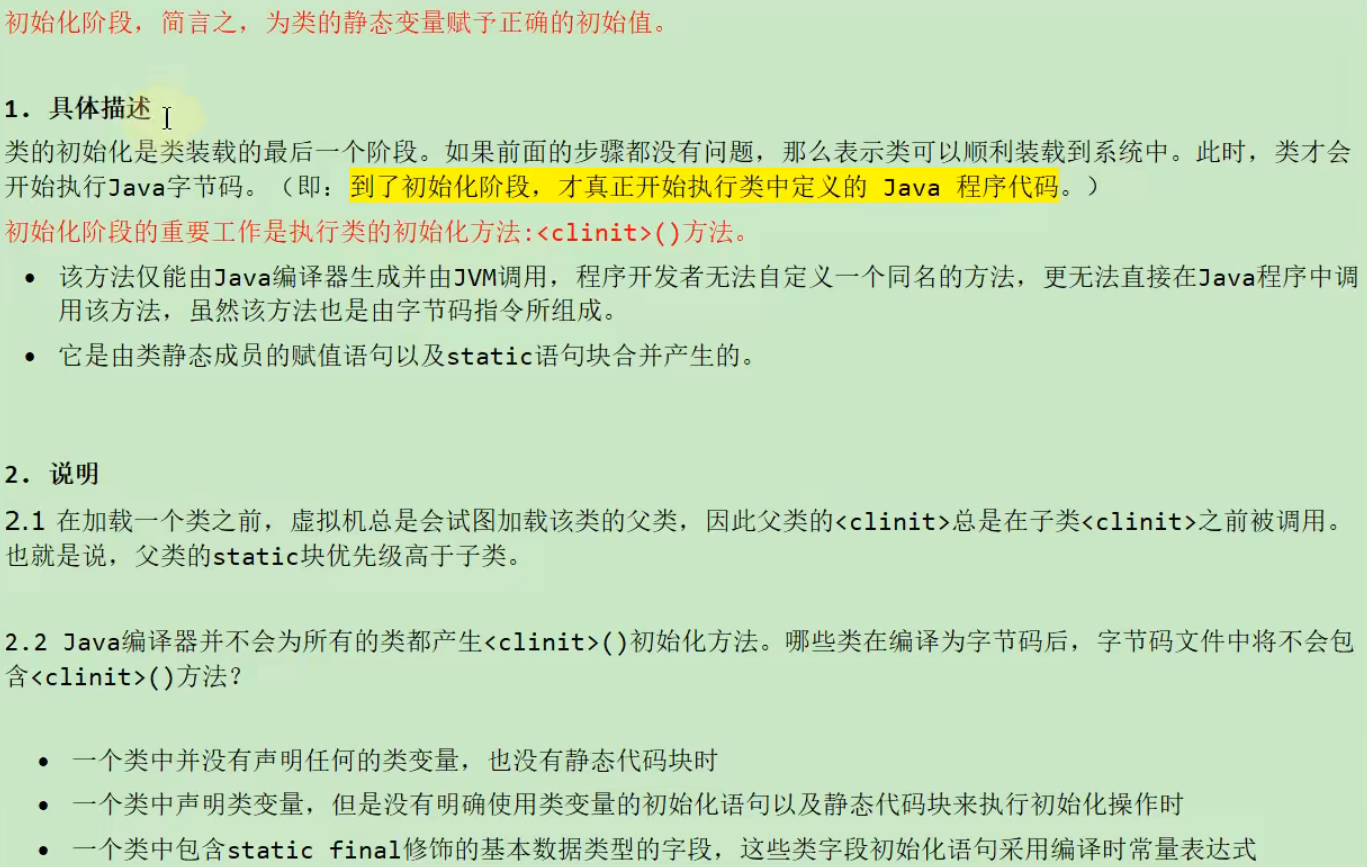 初始化阶段，简言之，为类的静态变量赋予正确的初始值。
1. 具体描述
类的初始化是类装载的最后一个阶段。如果前面的步骤都没有问题，那么表示类可以顺利装载到系统中。此时，类才会
开始执行Java字节码。（即：到了初始化阶段，才真正开始执行类中定义的 Java 程序代码。）
初始化阶段的重要工作是执行类的初始化方法:<clinit>()方法。
• 该方法仅能由Java编译器生成并由JVM调用，程序开发者无法自定义一个同名的方法，更无法直接在Java程序中调
用该方法，虽然该方法也是由字节码指令所组成。
• 它是由类静态成员的赋值语句以及static语句块合并产生的。
2. 说明
2.1 在加载一个类之前，虚拟机总是会试图加载该类的父类，因此父类的<clinit>总是在子类<clinit>之前被调用。
也就是说，父类的static块优先级高于子类。
2.2 Java编译器并不会为所有的类都产生<clinit>()初始化方法。哪些类在编译为字节码后，字节码文件中将不会包
含<clinit>()方法？
• 一个类中并没有声明任何的类变量，也没有静态代码块时
• 一个类中声明类变量，但是没有明确使用类变量的初始化语句以及静态代码块来执行初始化操作时
• 一个类中包含static final修饰的基本数据类型的字段，这些类字段初始化语句采用编译时常量表达式